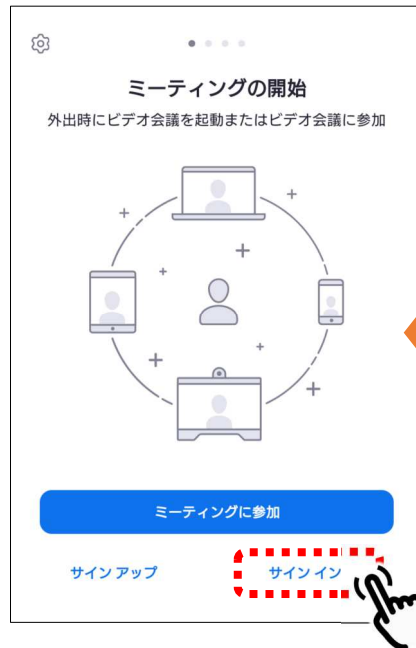 ミーティングの開始
外出時にビデオ会議を起動またはビデオ会議に参加
ミーティングに参加
サイン アップ
サイン イン